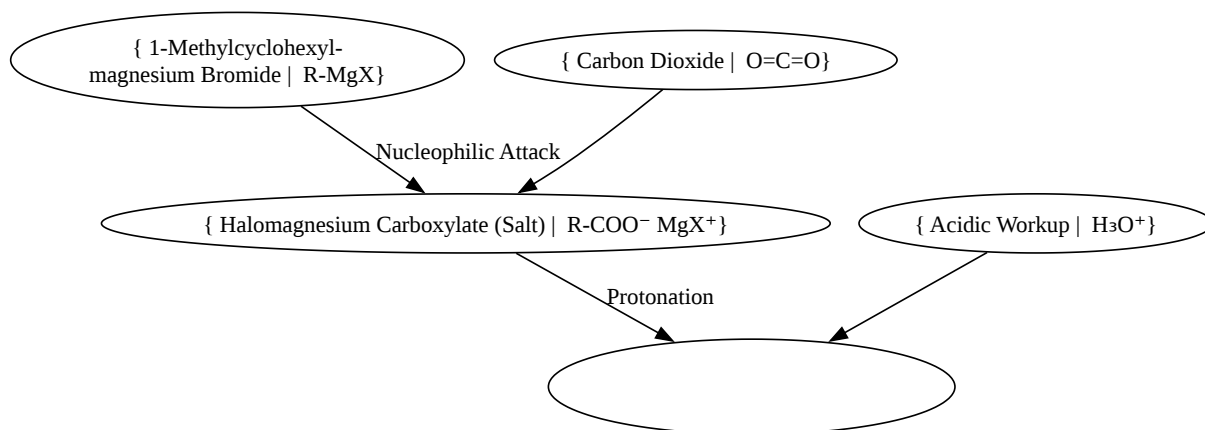 { 1-Methylcyclohexyl-
magnesium Bromide |  R-MgX}
{ Carbon Dioxide |  O=C=O}
Nucleophilic Attack
{ Halomagnesium Carboxylate (Salt) |  R-COO⁻ MgX⁺}
{ Acidic Workup |  H₃O⁺}
Protonation